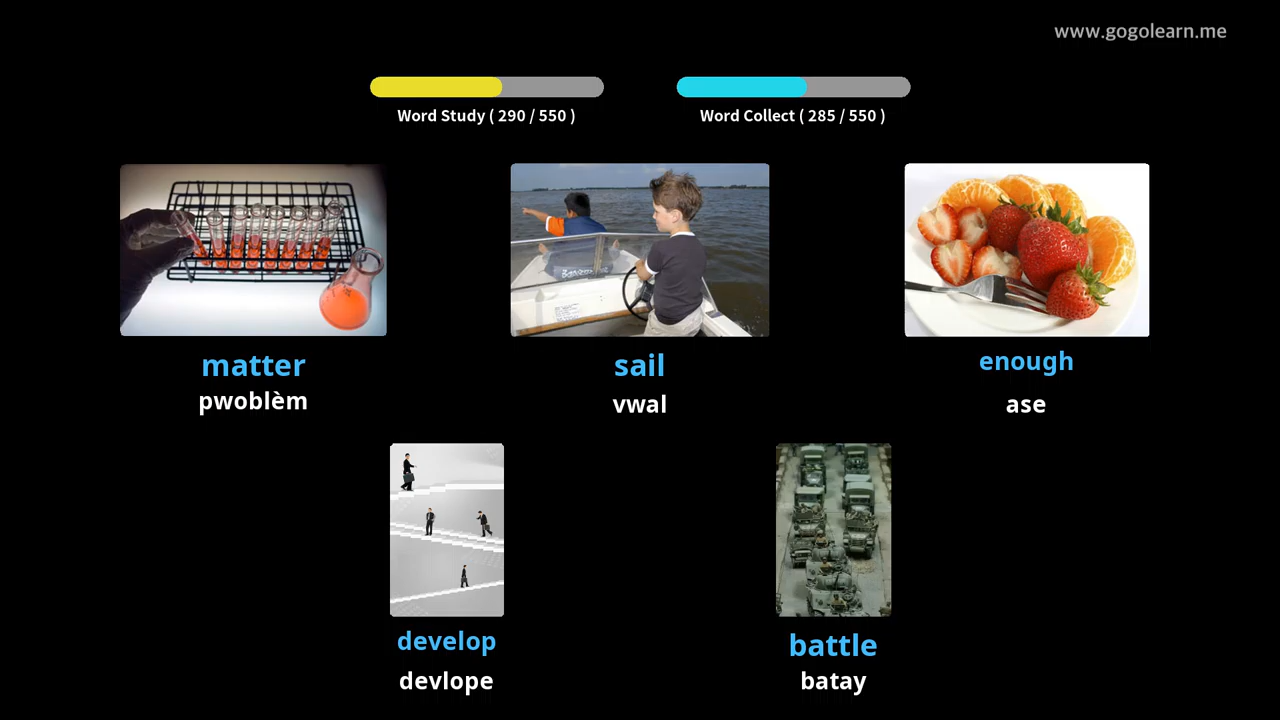 www.gogolearn.me
Word Study ( 290 / 550 )
Word Collect ( 285 / 550 )
matter
pwoblèm
sail
vwal
enough
ase
develop
devlope
battle
batay